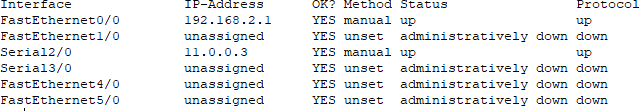 Interface IP-Address OK? Method Status Protocol
FastEthernet0/0 192.168.2.1 YES manual up up
FastEthernet1/0 unassigned YES unset administratively down down
Serial2/0 11.0.0.3 YES manual up up
Serial3/0 unassigned YES unset administratively down down
FastEthernet4/0 unassigned YES unset administratively down down
FastEthernet5/0 unassigned YES unset administratively down down